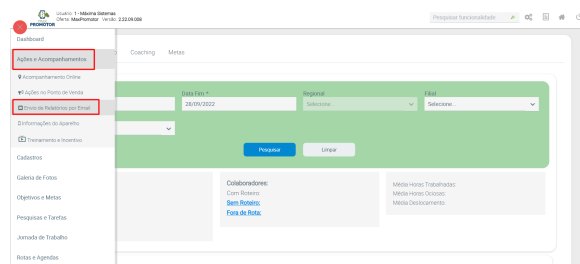 Usuário: 1 - Máxima Sistemas
Oferta: MaxPromotor Versão: 2.22.09.008
PROMOTOR
Pesquisar funcionalidade
Dashboard
Ações e Acompanhamentos
Coaching Metas
Acompanhamento Online
Ações no Ponto de Venda
Envio de Relatórios por Email
Informações do Aparelho
Treinamento e Incentivo
Cadastros
Galeria de Fotos
Objetivos e Metas
Pesquisas e Tarefas
Jornada de Trabalho
Rotas e Agendas
Data Fim * Regional Filial
28/09/2022 Selecione... Selecione...
Pesquisar Limpar
Colaboradores:
Com Roteiro:
Sem Roteiro:
Fora de Rota:
Média Horas Trabalhadas:
Média Horas Ociosas:
Média Deslocamento: